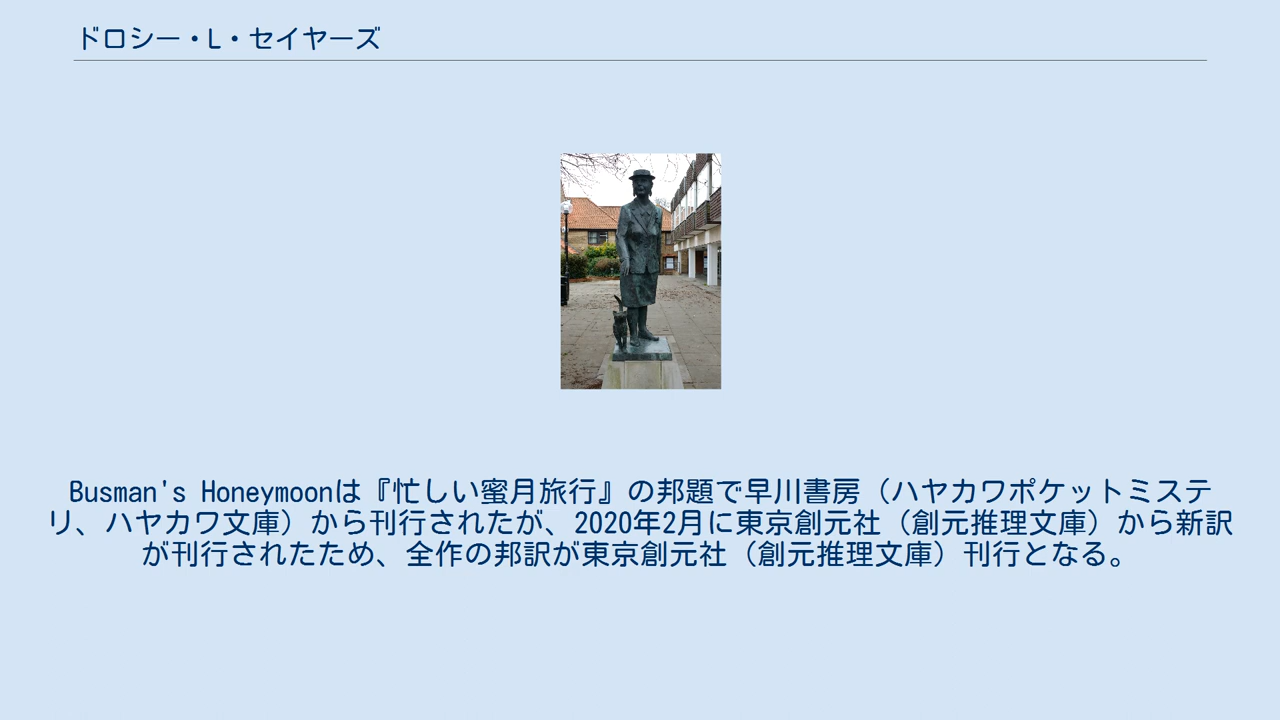 ドロシー・L・セイヤーズ
Busman's Honeymoonは『忙しい蜜月旅行』の邦題で早川書房（ハヤカワポケットミステ
リ、ハヤカワ文庫）から刊行されたが、2020年2月に東京創元社（創元推理文庫）から新訳
が刊行されたため、全作の邦訳が東京創元社（創元推理文庫）刊行となる。